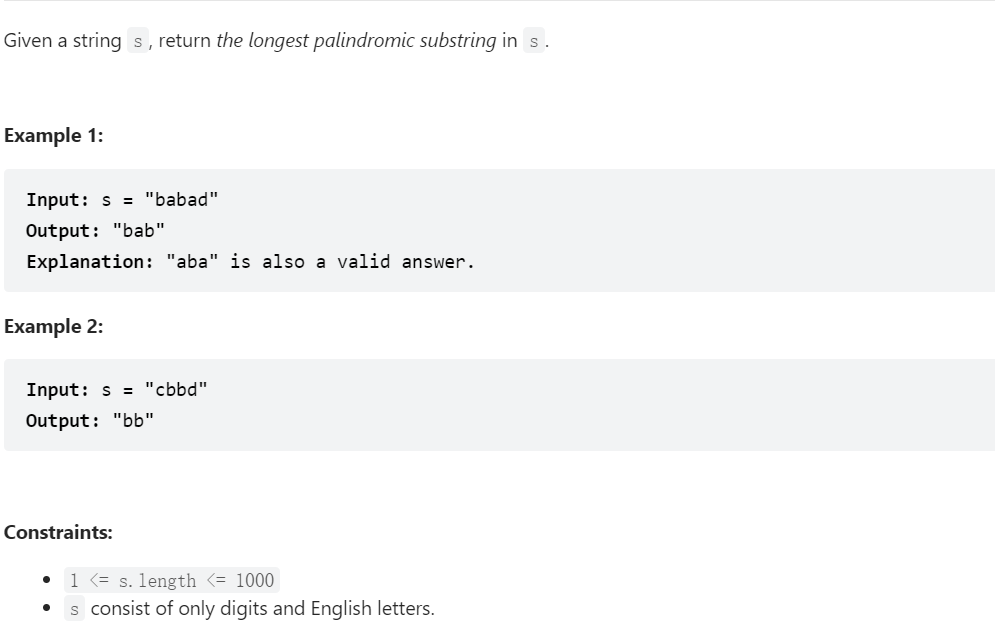 Given a string s, return the longest palindromic substring in s.
Example 1:
Input: s = "babad"
Output: "bab"
Explanation: "aba" is also a valid answer.
Example 2:
Input: s = "cbbd"
Output: "bb"
Constraints:
• 1 <= s.length <= 1000
• s consist of only digits and English letters.